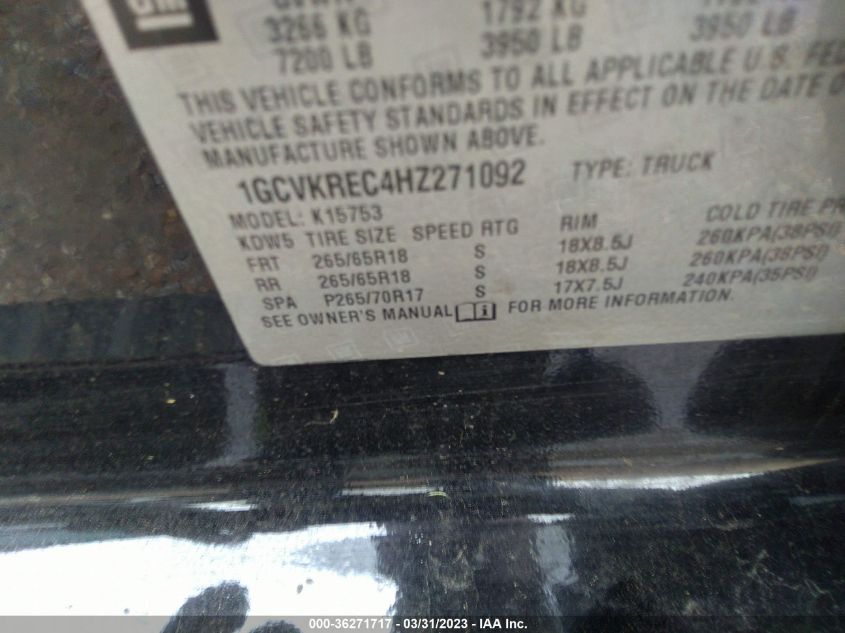 GM
3266 KG 1792 KG
7200 LB 3950 LB 3950 LB
THIS VEHICLE CONFORMS TO ALL APPLICABLE U.S. FED
VEHICLE SAFETY STANDARDS IN EFFECT ON THE DATE O
MANUFACTURE SHOWN ABOVE.
1GCVKREC4HZ271092 TYPE: TRUCK
MODEL: K15753
KDW5 TIRE SIZE SPEED RTG RIM COLD TIRE PR
FRT 265/65R18 S 18X8.5J 260KPA(38PSI)
RR 265/65R18 S 18X8.5J 260KPA(38PSI)
SPA P265/70R17 S 17X7.5J 240KPA(35PSI)
SEE OWNER'S MANUAL FOR MORE INFORMATION.
000-36271717 - 03/31/2023 - IAA Inc.